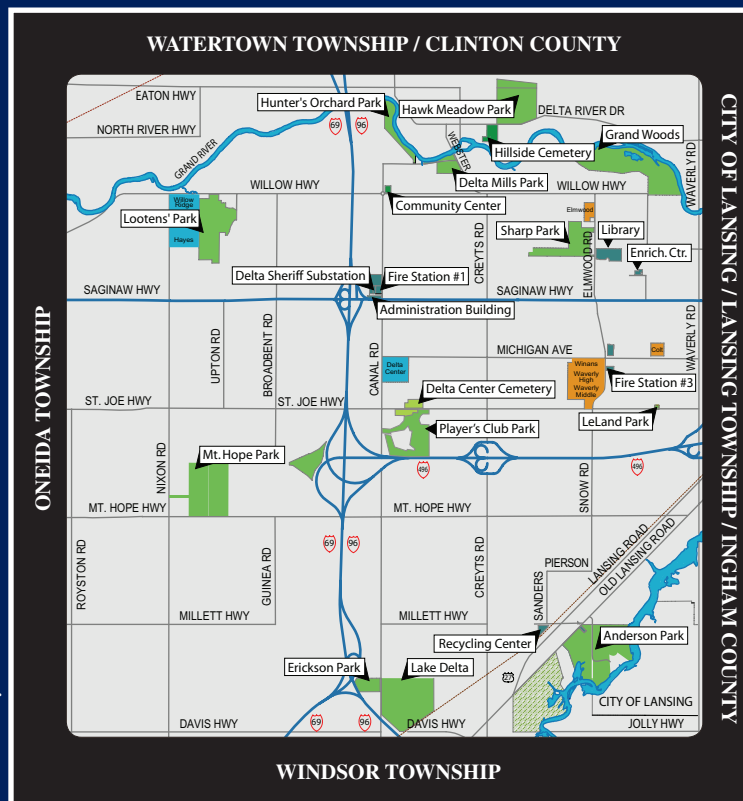 WATERTOWN TOWNSHIP / CLINTON COUNTY
EATON HWY
Hunter's Orchard Park
Hawk Meadow Park
DELTA RIVER DR
NORTH RIVER HWY
69
96
WEBSTER
Grand Woods
GRAND RIVER
Hillside Cemetery
WAVERLY RD
Delta Mills Park
WILLOW HWY
WILLOW HWY
Willow
Ridge
Community Center
Elmwood
Lootens' Park
Sharp Park
Library
Hayes
CREYTS RD
ELMWOOD RD
Enrich. Ctr.
Delta Sheriff Substation
Fire Station #1
SAGINAW HWY
SAGINAW HWY
Administration Building
UPTON RD
BROADBENT RD
CANAL RD
WAVERLY RD
MICHIGAN AVE
Colt
Delta
Center
Winans
Waverly
High
Waverly
Middle
Delta Center Cemetery
Fire Station #3
ST. JOE HWY
ST. JOE HWY
LeLand Park
Player's Club Park
NIXON RD
Mt. Hope Park
496
496
SNOW RD
MT. HOPE HWY
MT. HOPE HWY
69
96
LANSING ROAD
OLD LANSING ROAD
ROYSTON RD
GUINEA RD
CREYTS RD
PIERSON
SANDERS
MILLETT HWY
MILLETT HWY
Recycling Center
Anderson Park
Erickson Park
Lake Delta
CITY OF LANSING
69
96
DAVIS HWY
DAVIS HWY
JOLLY HWY
ONEIDA TOWNSHIP
CITY OF LANSING / LANSING TOWNSHIP / INGHAM COUNTY
WINDSOR TOWNSHIP